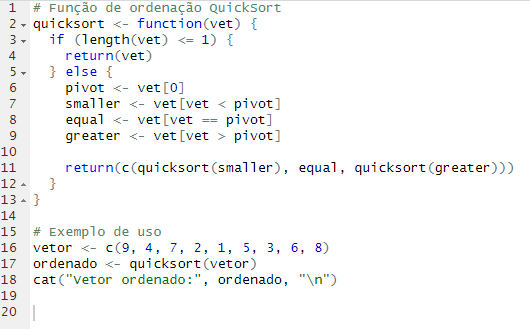 1 # Função de ordenação QuickSort
2 quicksort <- function(vet) {
3   if (length(vet) <= 1) {
4     return(vet)
5   } else {
6     pivot <- vet[0]
7     smaller <- vet[vet < pivot]
8     equal <- vet[vet == pivot]
9     greater <- vet[vet > pivot]
10
11     return(c(quicksort(smaller), equal, quicksort(greater)))
12   }
13 }
14
15 # Exemplo de uso
16 vetor <- c(9, 4, 7, 2, 1, 5, 3, 6, 8)
17 ordenado <- quicksort(vetor)
18 cat("Vetor ordenado:", ordenado, "\n")
19
20